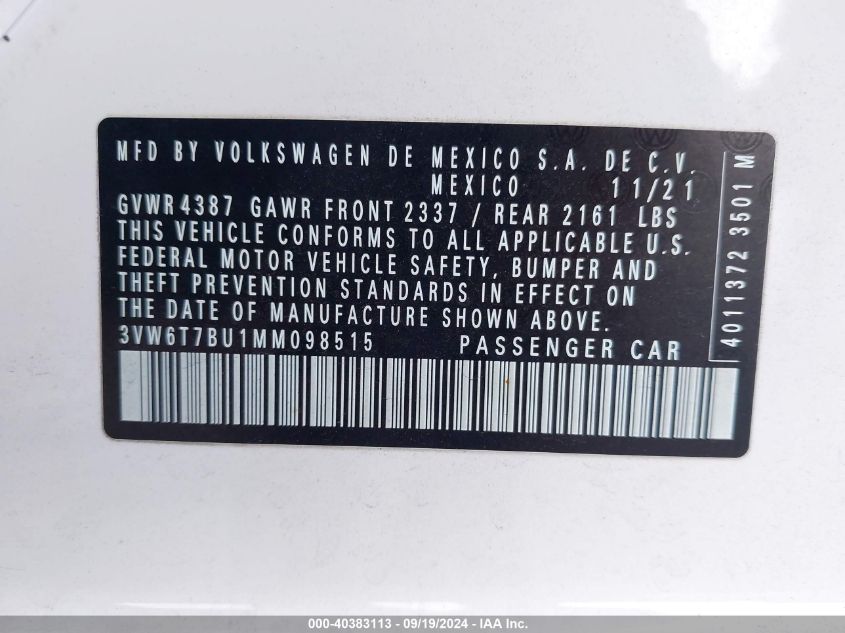 MFD BY VOLKSWAGEN DE MEXICO S.A. DE C.V.
MEXICO 11/21
GVWR 4387 GAWR FRONT 2337 / REAR 2161 LBS
THIS VEHICLE CONFORMS TO ALL APPLICABLE U.S.
FEDERAL MOTOR VEHICLE SAFETY, BUMPER AND
THEFT PREVENTION STANDARDS IN EFFECT ON
THE DATE OF MANUFACTURE SHOWN ABOVE.
3VW6T7BU1MM098515 PASSENGER CAR
4011372 3501 M
000-40383113 - 09/19/2024 - IAA Inc.